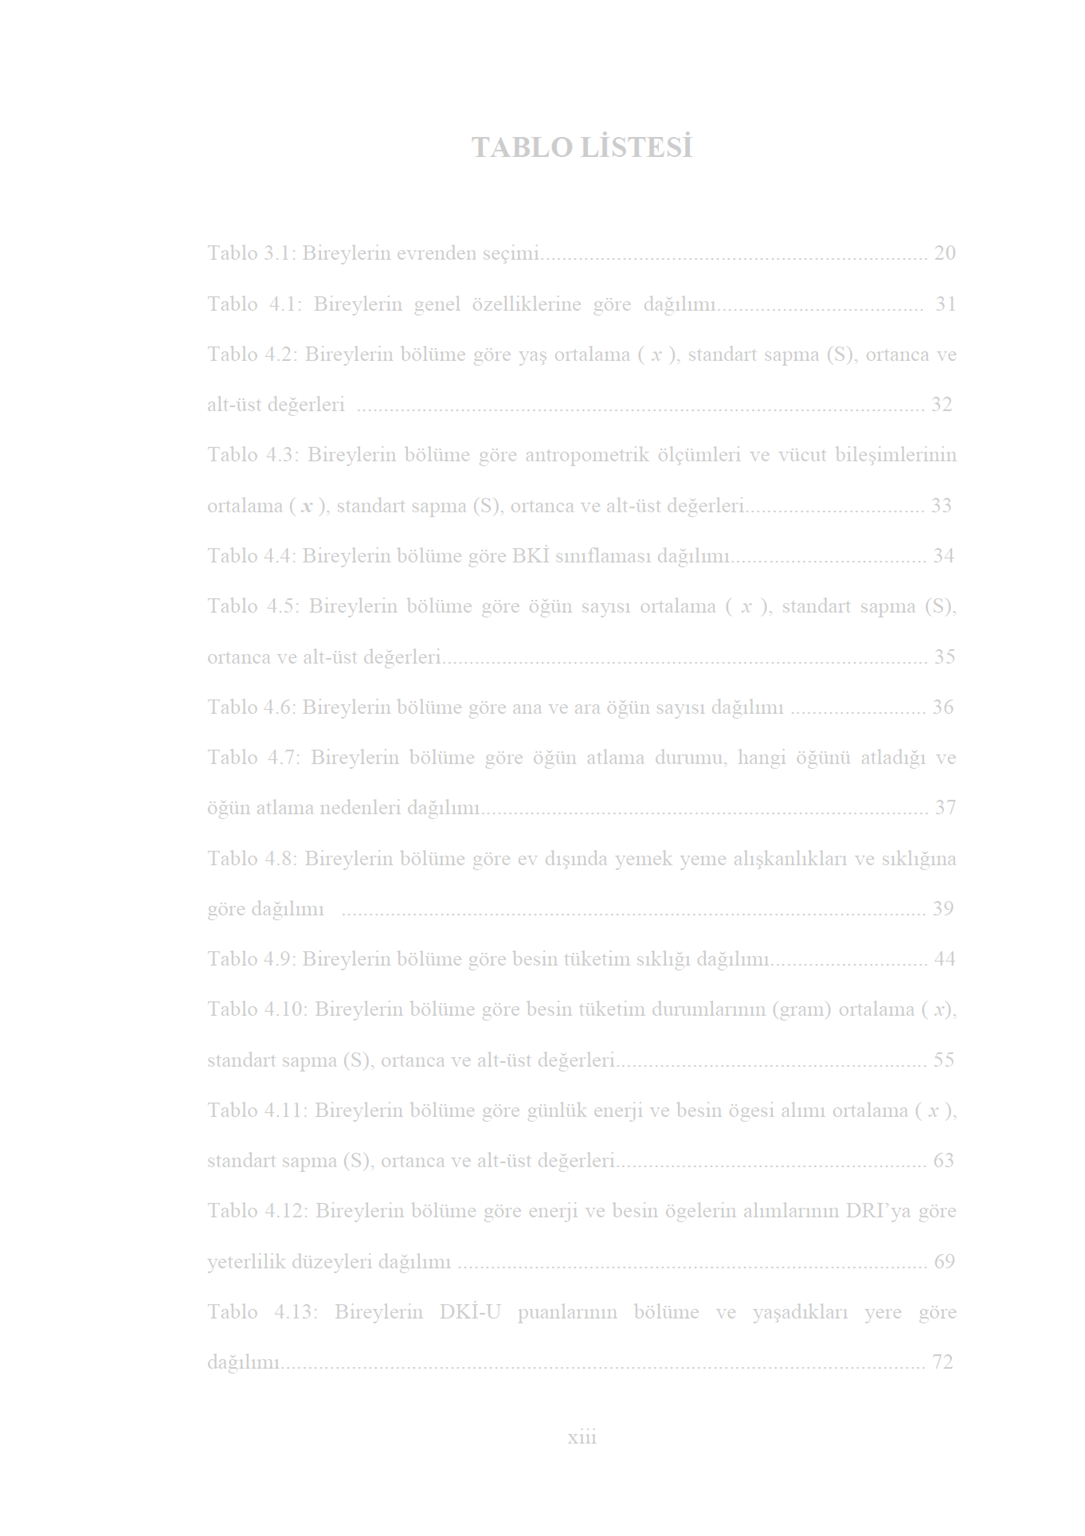 TABLO LİSTESİ
Tablo 3.1: Bireylerin evrenden seçimi....................................................................... 20
Tablo 4.1: Bireylerin genel özelliklerine göre dağılımı...................................... 31
Tablo 4.2: Bireylerin bölüme göre yaş ortalama ( x ), standart sapma (S), ortanca ve
alt-üst değerleri ........................................................................................................ 32
Tablo 4.3: Bireylerin bölüme göre antropometrik ölçümleri ve vücut bileşimlerinin
ortalama ( x ), standart sapma (S), ortanca ve alt-üst değerleri................................. 33
Tablo 4.4: Bireylerin bölüme göre BKİ sınıflaması dağılımı.................................... 34
Tablo 4.5: Bireylerin bölüme göre öğün sayısı ortalama ( x ), standart sapma (S),
ortanca ve alt-üst değerleri......................................................................................... 35
Tablo 4.6: Bireylerin bölüme göre ana ve ara öğün sayısı dağılımı ......................... 36
Tablo 4.7: Bireylerin bölüme göre öğün atlama durumu, hangi öğünü atladığı ve
öğün atlama nedenleri dağılımı.................................................................................. 37
Tablo 4.8: Bireylerin bölüme göre ev dışında yemek yeme alışkanlıkları ve sıklığına
göre dağılımı ........................................................................................................... 39
Tablo 4.9: Bireylerin bölüme göre besin tüketim sıklığı dağılımı............................. 44
Tablo 4.10: Bireylerin bölüme göre besin tüketim durumlarının (gram) ortalama ( x),
standart sapma (S), ortanca ve alt-üst değerleri......................................................... 55
Tablo 4.11: Bireylerin bölüme göre günlük enerji ve besin ögesi alımı ortalama ( x ),
standart sapma (S), ortanca ve alt-üst değerleri......................................................... 63
Tablo 4.12: Bireylerin bölüme göre enerji ve besin ögelerin alımlarının DRI’ya göre
yeterlilik düzeyleri dağılımı ...................................................................................... 69
Tablo 4.13: Bireylerin DKİ-U puanlarının bölüme ve yaşadıkları yere göre
dağılımı...................................................................................................................... 72
xiii